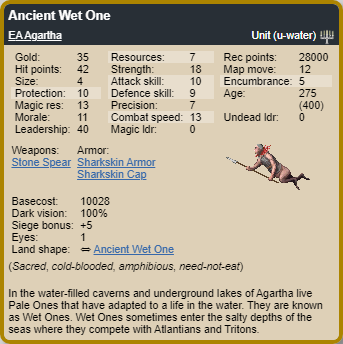 Ancient Wet One
EA Agartha Unit (u-water)
Gold: 35 Resources: 7 Rec points: 28000
Hit points: 42 Strength: 18 Map move: 12
Size: 4 Attack skill: 10 Encumbrance: 5
Protection: 10 Defence skill: 9 Age: 275
Magic res: 13 Precision: 7 (400)
Morale: 11 Combat speed: 13 Undead ldr: 0
Leadership: 40 Magic ldr: 0
Weapons: Armor:
Stone Spear Sharkskin Armor
Sharkskin Cap
Basecost: 10028
Dark vision: 100%
Siege bonus: +5
Eyes: 1
Land shape: ⇔ Ancient Wet One
(Sacred, cold-blooded, amphibious, need-not-eat)
In the water-filled caverns and underground lakes of Agartha live
Pale Ones that have adapted to a life in the water. They are known
as Wet Ones. Wet Ones sometimes enter the salty depths of the
seas where they compete with Atlantians and Tritons.